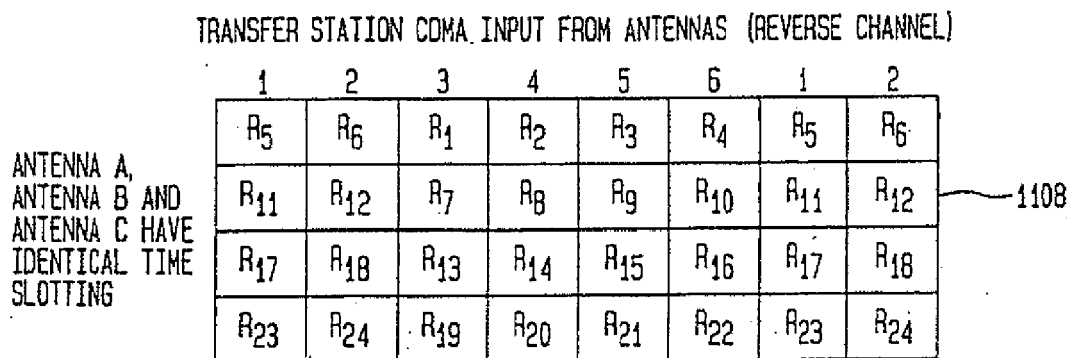 TRANSFER STATION CDMA INPUT FROM ANTENNAS (REVERSE CHANNEL)
1 2 3 4 5 6 1 2
R5 R6 R1 R2 R3 R4 R5 R6
ANTENNA A,
ANTENNA B AND
ANTENNA C HAVE
IDENTICAL TIME
SLOTTING
R11 R12 R7 R8 R9 R10 R11 R12
1108
R17 R18 R13 R14 R15 R16 R17 R18
R23 R24 R19 R20 R21 R22 R23 R24